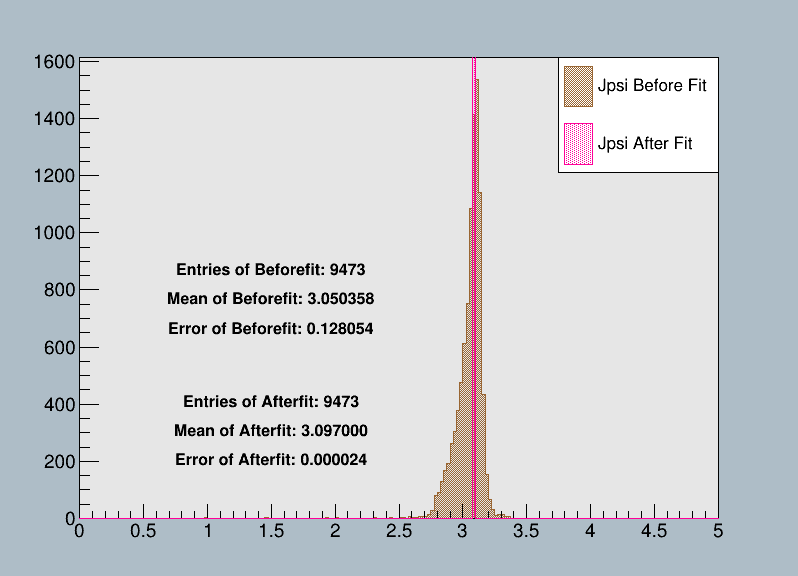 1600
Jpsi Before Fit
1400
Jpsi After Fit
1200
1000
Entries of Beforefit: 9473
800
Mean of Beforefit: 3.050358
Error of Beforefit: 0.128054
600
Entries of Afterfit: 9473
400
Mean of Afterfit: 3.097000
Error of Afterfit: 0.000024
200
0
0 0.5 1 1.5 2 2.5 3 3.5 4 4.5 5